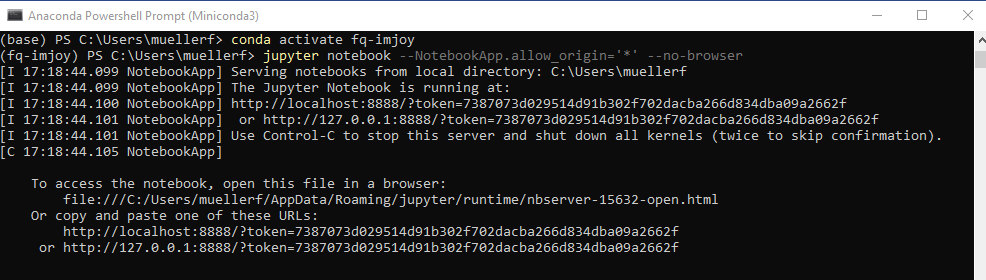 Anaconda Powershell Prompt (Miniconda3)
(base) PS C:\Users\muellerf> conda activate fq-imjoy
(fq-imjoy) PS C:\Users\muellerf> jupyter notebook --NotebookApp.allow_origin='*' --no-browser
[I 17:18:44.099 NotebookApp] Serving notebooks from local directory: C:\Users\muellerf
[I 17:18:44.099 NotebookApp] The Jupyter Notebook is running at:
[I 17:18:44.100 NotebookApp] http://localhost:8888/?token=7387073d029514d91b302f702dacba266d834dba09a2662f
[I 17:18:44.101 NotebookApp]  or http://127.0.0.1:8888/?token=7387073d029514d91b302f702dacba266d834dba09a2662f
[I 17:18:44.101 NotebookApp] Use Control-C to stop this server and shut down all kernels (twice to skip confirmation).
[C 17:18:44.105 NotebookApp]
To access the notebook, open this file in a browser:
file:///C:/Users/muellerf/AppData/Roaming/jupyter/runtime/nbserver-15632-open.html
Or copy and paste one of these URLs:
http://localhost:8888/?token=7387073d029514d91b302f702dacba266d834dba09a2662f
or http://127.0.0.1:8888/?token=7387073d029514d91b302f702dacba266d834dba09a2662f